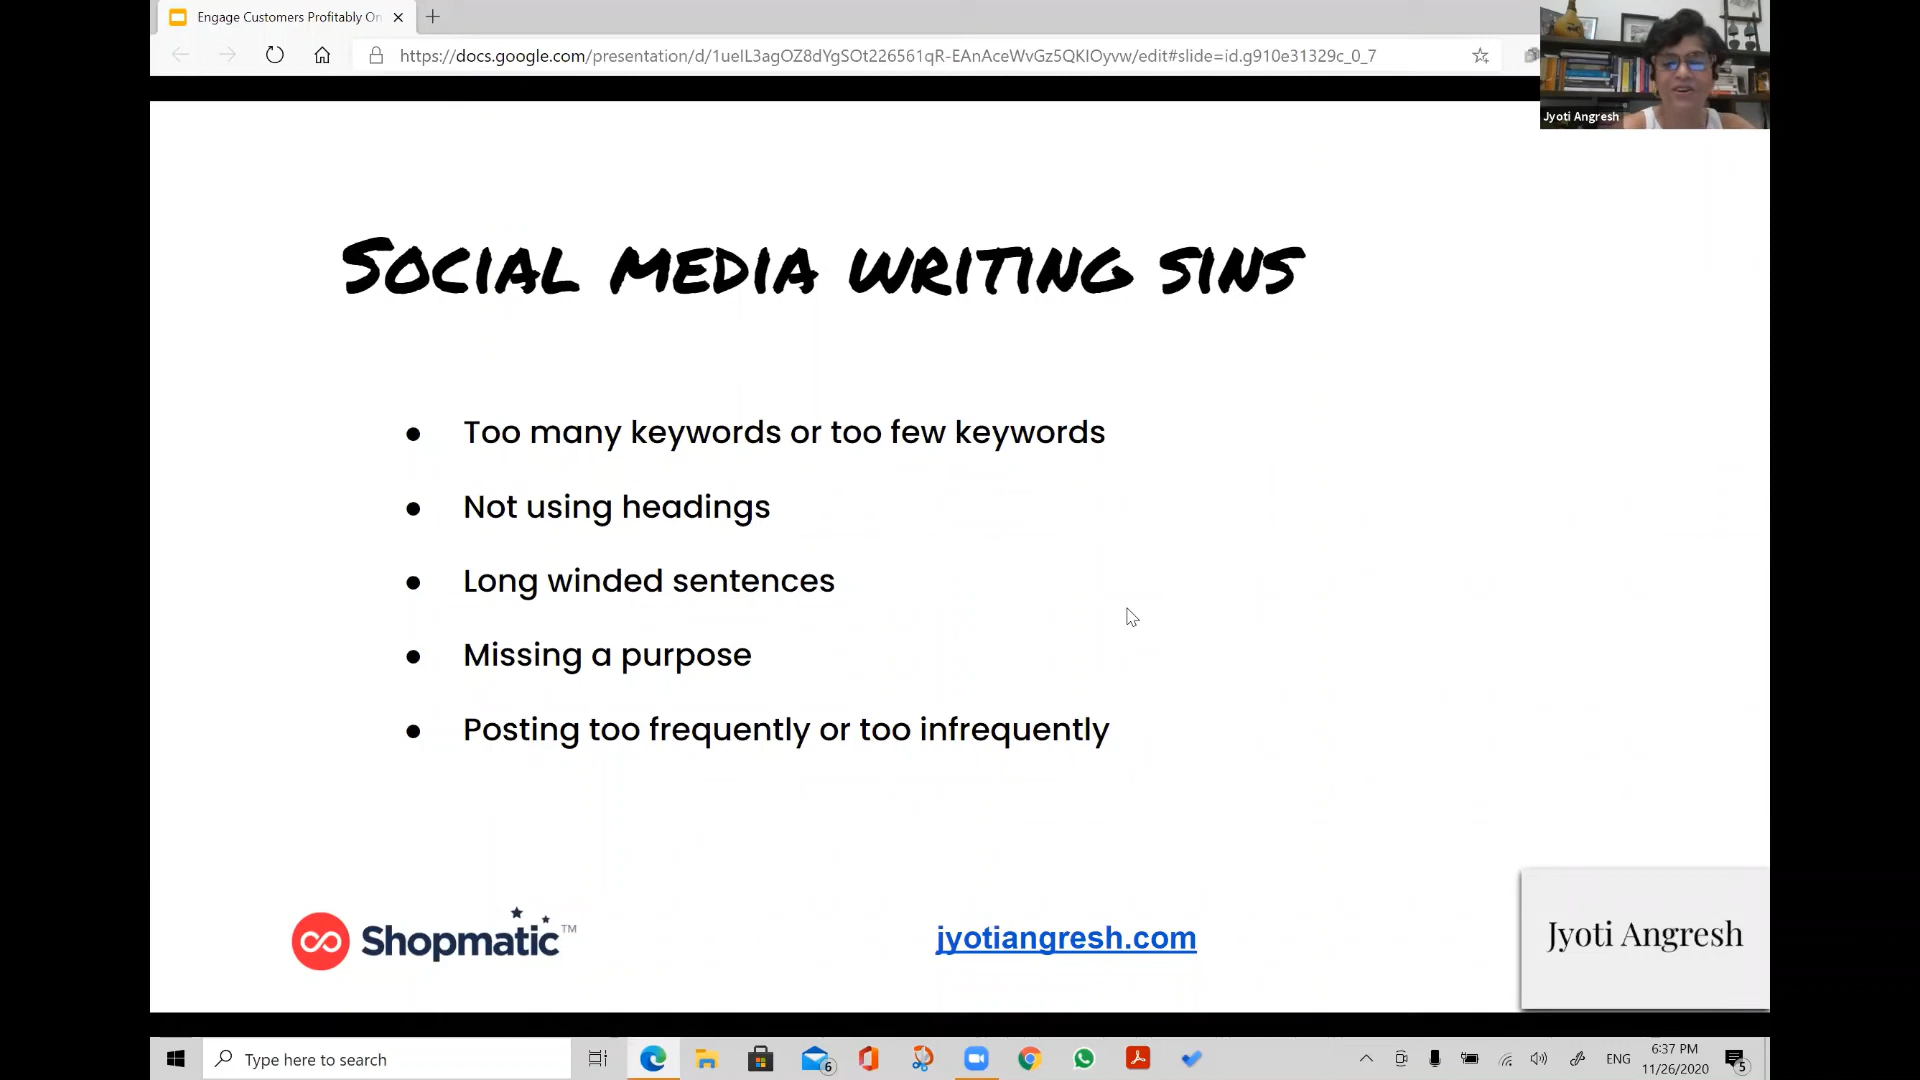 Engage Customers Profitably On
https://docs.google.com/presentation/d/1ueIL3agOZ8dYgSOt226561qR-EAnAceWvGz5QKIOyvw/edit#slide=id.g910e31329c_0_7
Jyoti Angresh
Social media writing sins
● Too many keywords or too few keywords
● Not using headings
● Long winded sentences
● Missing a purpose
● Posting too frequently or too infrequently
Shopmatic™
jyotiangresh.com
Jyoti Angresh
Type here to search
6
ENG
6:37 PM
11/26/2020
5